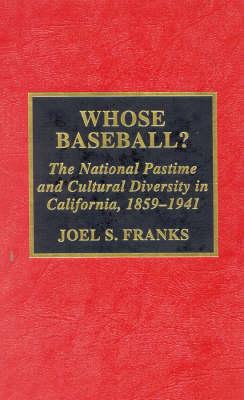 WHOSE
BASEBALL?
The National Pastime
and Cultural Diversity in
California, 1859–1941
JOEL S. FRANKS